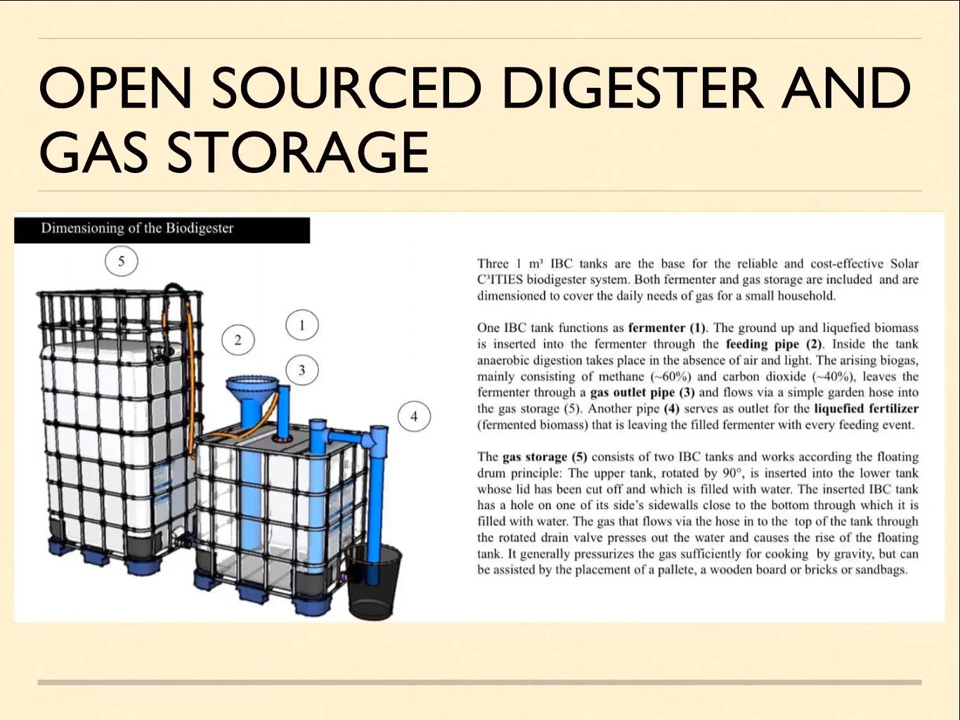 OPEN SOURCED DIGESTER AND
GAS STORAGE
Dimensioning of the Biodigester
5
1
2
3
4
Three 1 m³ IBC tanks are the base for the reliable and cost-effective Solar
C³ITIES biodigester system. Both fermenter and gas storage are included and are
dimensioned to cover the daily needs of gas for a small household.
One IBC tank functions as fermenter (1). The ground up and liquefied biomass
is inserted into the fermenter through the feeding pipe (2). Inside the tank
anaerobic digestion takes place in the absence of air and light. The arising biogas,
mainly consisting of methane (~60%) and carbon dioxide (~40%), leaves the
fermenter through a gas outlet pipe (3) and flows via a simple garden hose into
the gas storage (5). Another pipe (4) serves as outlet for the liquefied fertilizer
(fermented biomass) that is leaving the filled fermenter with every feeding event.
The gas storage (5) consists of two IBC tanks and works according the floating
drum principle: The upper tank, rotated by 90°, is inserted into the lower tank
whose lid has been cut off and which is filled with water. The inserted IBC tank
has a hole on one of its side's sidewalls close to the bottom through which it is
filled with water. The gas that flows via the hose in to the top of the tank through
the rotated drain valve presses out the water and causes the rise of the floating
tank. It generally pressurizes the gas sufficiently for cooking by gravity, but can
be assisted by the placement of a pallete, a wooden board or bricks or sandbags.